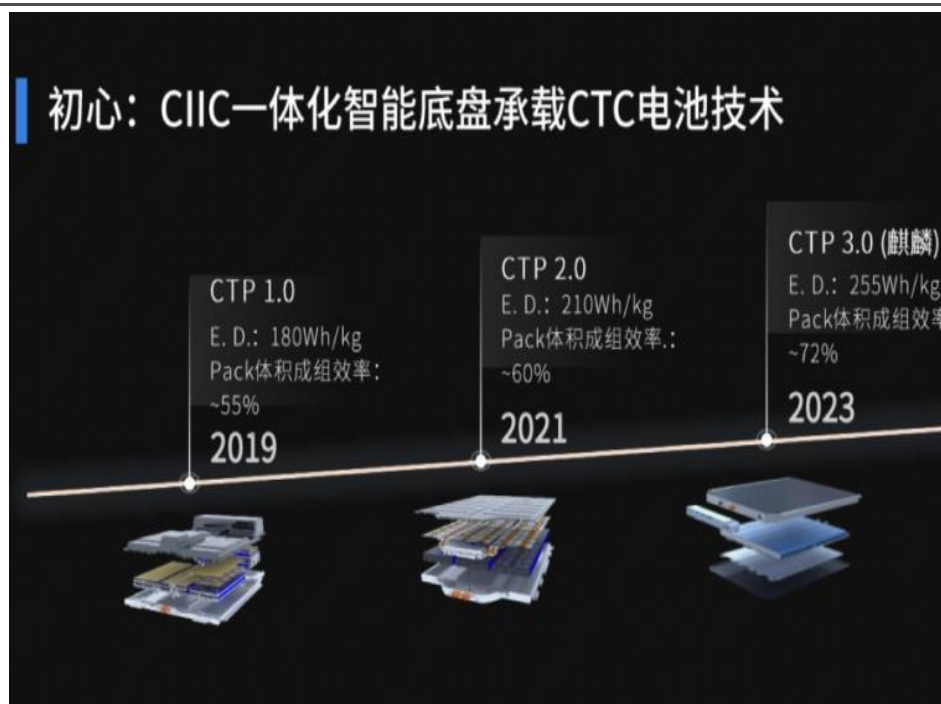 初心：CIIC一体化智能底盘承载CTC电池技术
CTP 1.0
E. D.：180Wh/kg
Pack体积成组效率：
~55%
2019
CTP 2.0
E. D.：210Wh/kg
Pack体积成组效率.：
~60%
2021
CTP 3.0 (麒麟)
E. D.：255Wh/kg
Pack体积成组效率
~72%
2023